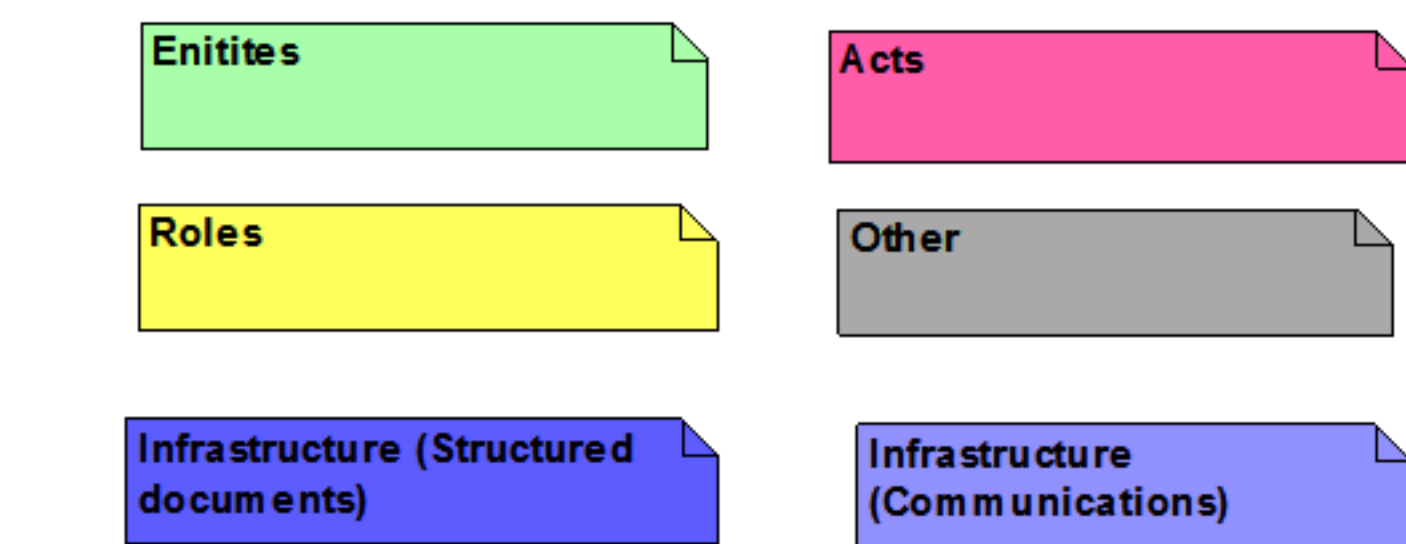 Enitites
Acts
Roles
Other
Infrastructure (Structured
documents)
Infrastructure
(Communications)